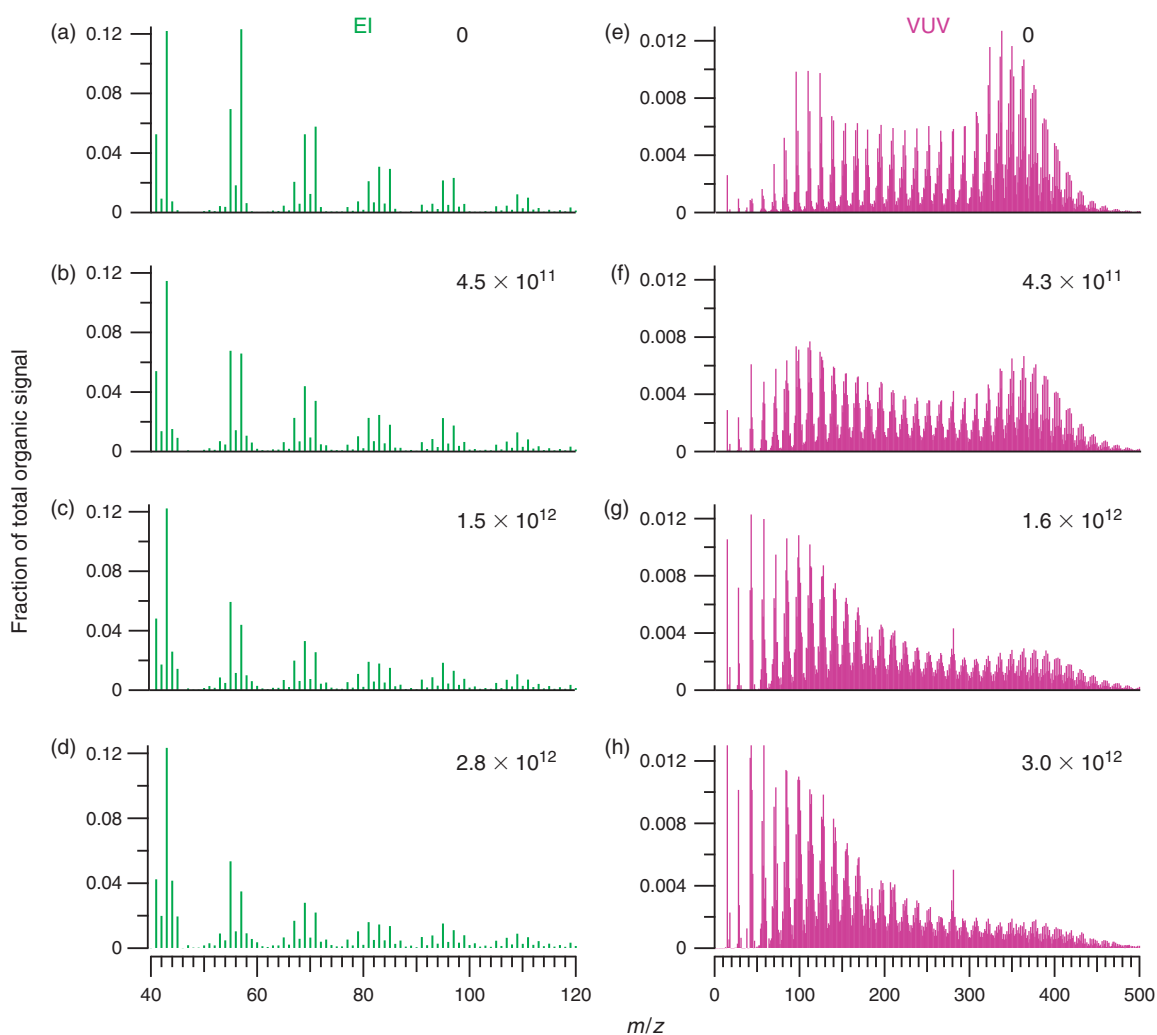 (a)
EI
0
0.12
0.08
0.04
0
(e)
VUV
0
0.012
0.008
0.004
0
(b)
4.5 × 10¹¹
0.12
0.08
0.04
0
(f)
4.3 × 10¹¹
0.012
0.008
0.004
0
(c)
1.5 × 10¹²
0.12
0.08
0.04
0
(g)
1.6 × 10¹²
0.012
0.008
0.004
0
(d)
2.8 × 10¹²
0.12
0.08
0.04
0
(h)
3.0 × 10¹²
0.012
0.008
0.004
0
Fraction of total organic signal
40 60 80 100 120
0 100 200 300 400 500
m/z